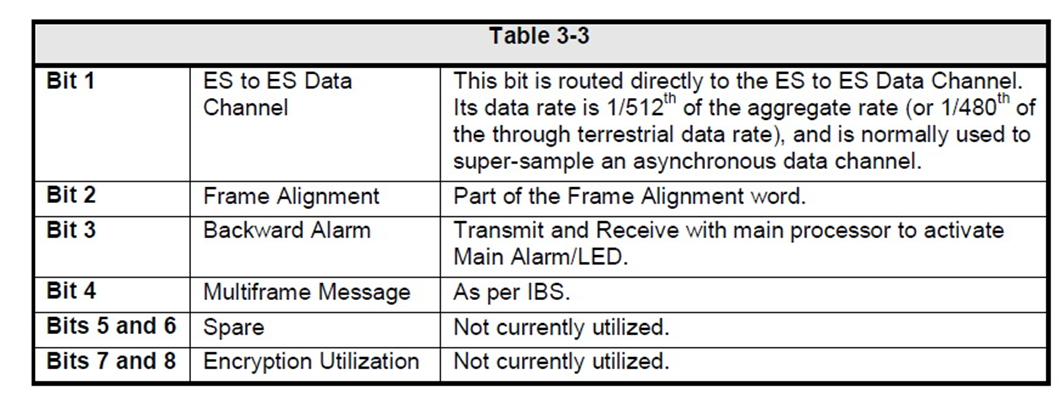 Table 3-3
Bit 1 ES to ES Data Channel This bit is routed directly to the ES to ES Data Channel.
Its data rate is 1/512th of the aggregate rate (or 1/480th of
the through terrestrial data rate), and is normally used to
super-sample an asynchronous data channel.
Bit 2 Frame Alignment Part of the Frame Alignment word.
Bit 3 Backward Alarm Transmit and Receive with main processor to activate
Main Alarm/LED.
Bit 4 Multiframe Message As per IBS.
Bits 5 and 6 Spare Not currently utilized.
Bits 7 and 8 Encryption Utilization Not currently utilized.